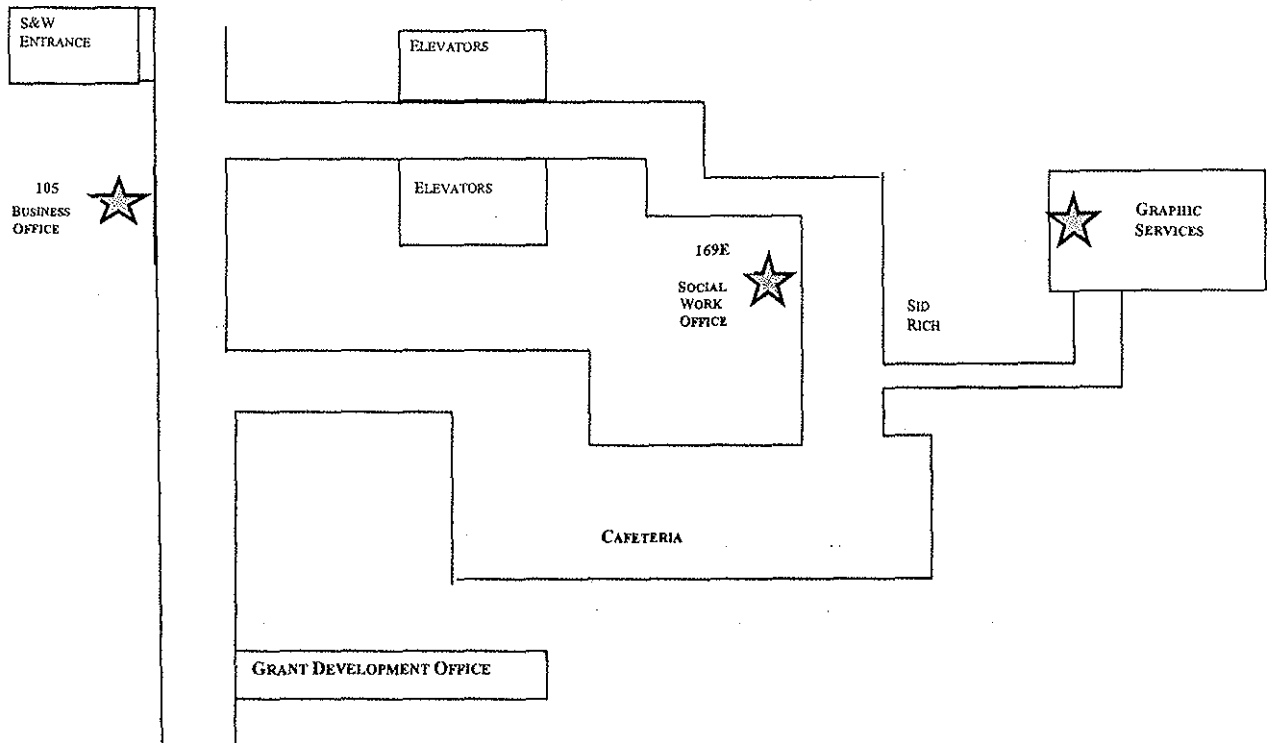 S&W
ENTRANCE
ELEVATORS
105
BUSINESS
OFFICE
ELEVATORS
169E
SOCIAL
WORK
OFFICE
GRAPHIC
SERVICES
SID
RICH
CAFETERIA
GRANT DEVELOPMENT OFFICE